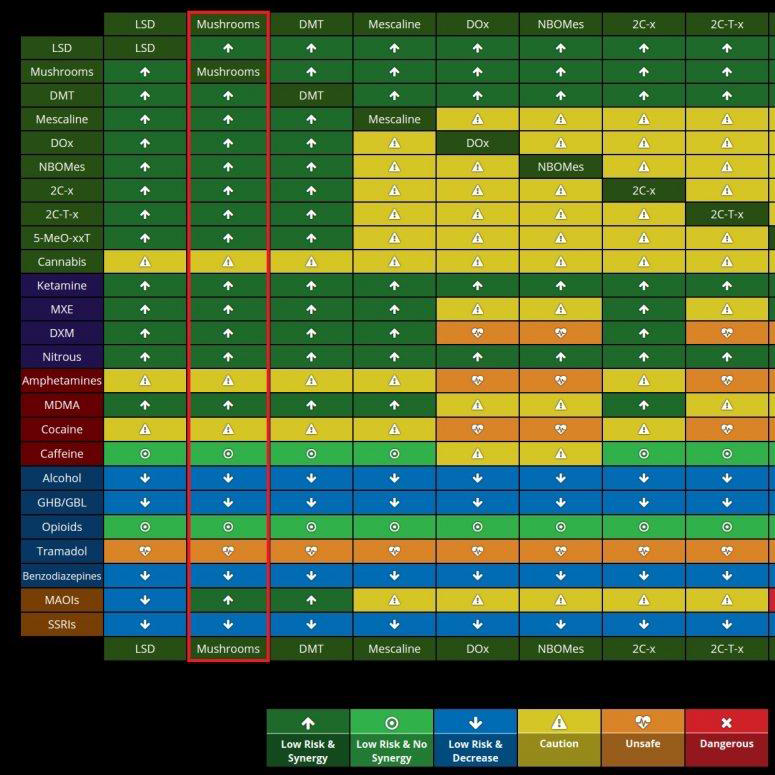 LSD Mushrooms DMT Mescaline DOx NBOMes 2C-x 2C-T-x
LSD LSD
Mushrooms Mushrooms
DMT DMT
Mescaline Mescaline
DOx DOx
NBOMes NBOMes
2C-x 2C-x
2C-T-x 2C-T-x
5-MeO-xxT
Cannabis
Ketamine
MXE
DXM
Nitrous
Amphetamines
MDMA
Cocaine
Caffeine
Alcohol
GHB/GBL
Opioids
Tramadol
Benzodiazepines
MAOIs
SSRIs
LSD Mushrooms DMT Mescaline DOx NBOMes 2C-x 2C-T-x
Low Risk & Low Risk & No Low Risk & Caution Unsafe Dangerous
Synergy Synergy Decrease